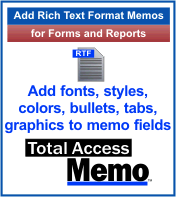 Add Rich Text Format Memos
for Forms and Reports
RTF
Add fonts, styles,
colors, bullets, tabs,
graphics to memo fields
Total Access
Memo™